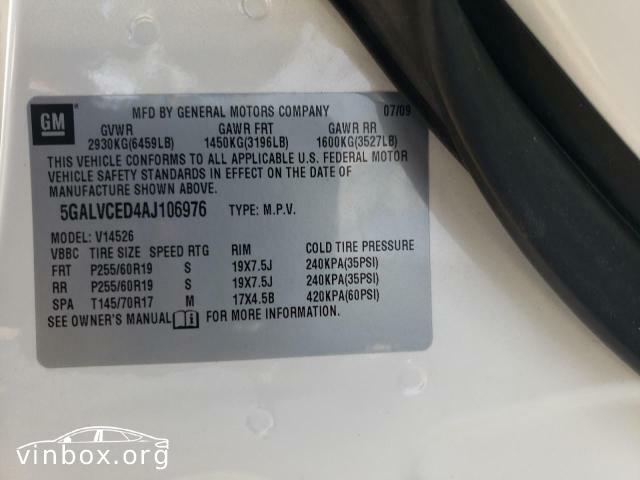 GM
MFD BY GENERAL MOTORS COMPANY 07/09
GVWR GAWR FRT GAWR RR
2930KG(6459LB) 1450KG(3196LB) 1600KG(3527LB)
THIS VEHICLE CONFORMS TO ALL APPLICABLE U.S. FEDERAL MOTOR
VEHICLE SAFETY STANDARDS IN EFFECT ON THE DATE OF
MANUFACTURE SHOWN ABOVE.
5GALVCED4AJ106976 TYPE: M.P.V.
MODEL: V14526
VBBC TIRE SIZE SPEED RTG RIM COLD TIRE PRESSURE
FRT P255/60R19 S 19X7.5J 240KPA(35PSI)
RR P255/60R19 S 19X7.5J 240KPA(35PSI)
SPA T145/70R17 M 17X4.5B 420KPA(60PSI)
SEE OWNER'S MANUAL FOR MORE INFORMATION.
vinbox.org